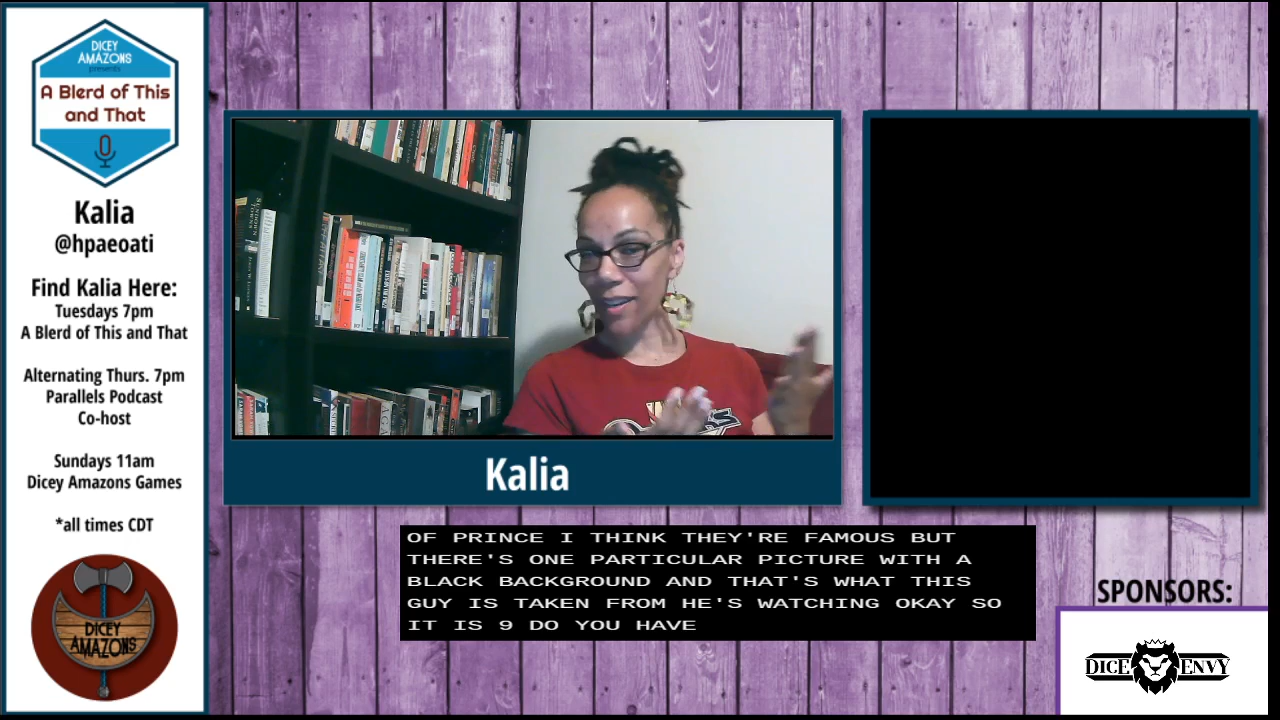 DICEY
AMAZONS
presents
A Blerd of This
and That
Kalia
@hpaeoati
Find Kalia Here:
Tuesdays 7pm
A Blerd of This and That
Alternating Thurs. 7pm
Parallels Podcast
Co-host
Sundays 11am
Dicey Amazons Games
*all times CDT
DICEY
AMAZONS
SUNDOWN
TOWNS
Kalia
OF PRINCE I THINK THEY'RE FAMOUS BUT
THERE'S ONE PARTICULAR PICTURE WITH A
BLACK BACKGROUND AND THAT'S WHAT THIS
GUY IS TAKEN FROM HE'S WATCHING OKAY SO
IT IS 9 DO YOU HAVE
SPONSORS:
DICE ENVY